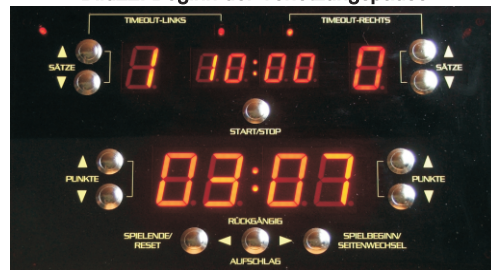 TIMEOUT-LINKS TIMEOUT-RECHTS
SÄTZE 1 10:00 0 SÄTZE
START/STOP
PUNKTE 03:07 PUNKTE
RÜCKGÄNGIG
SPIELENDE/ RESET SPIELBEGINN/ SEITENWECHSEL
AUFSCHLAG